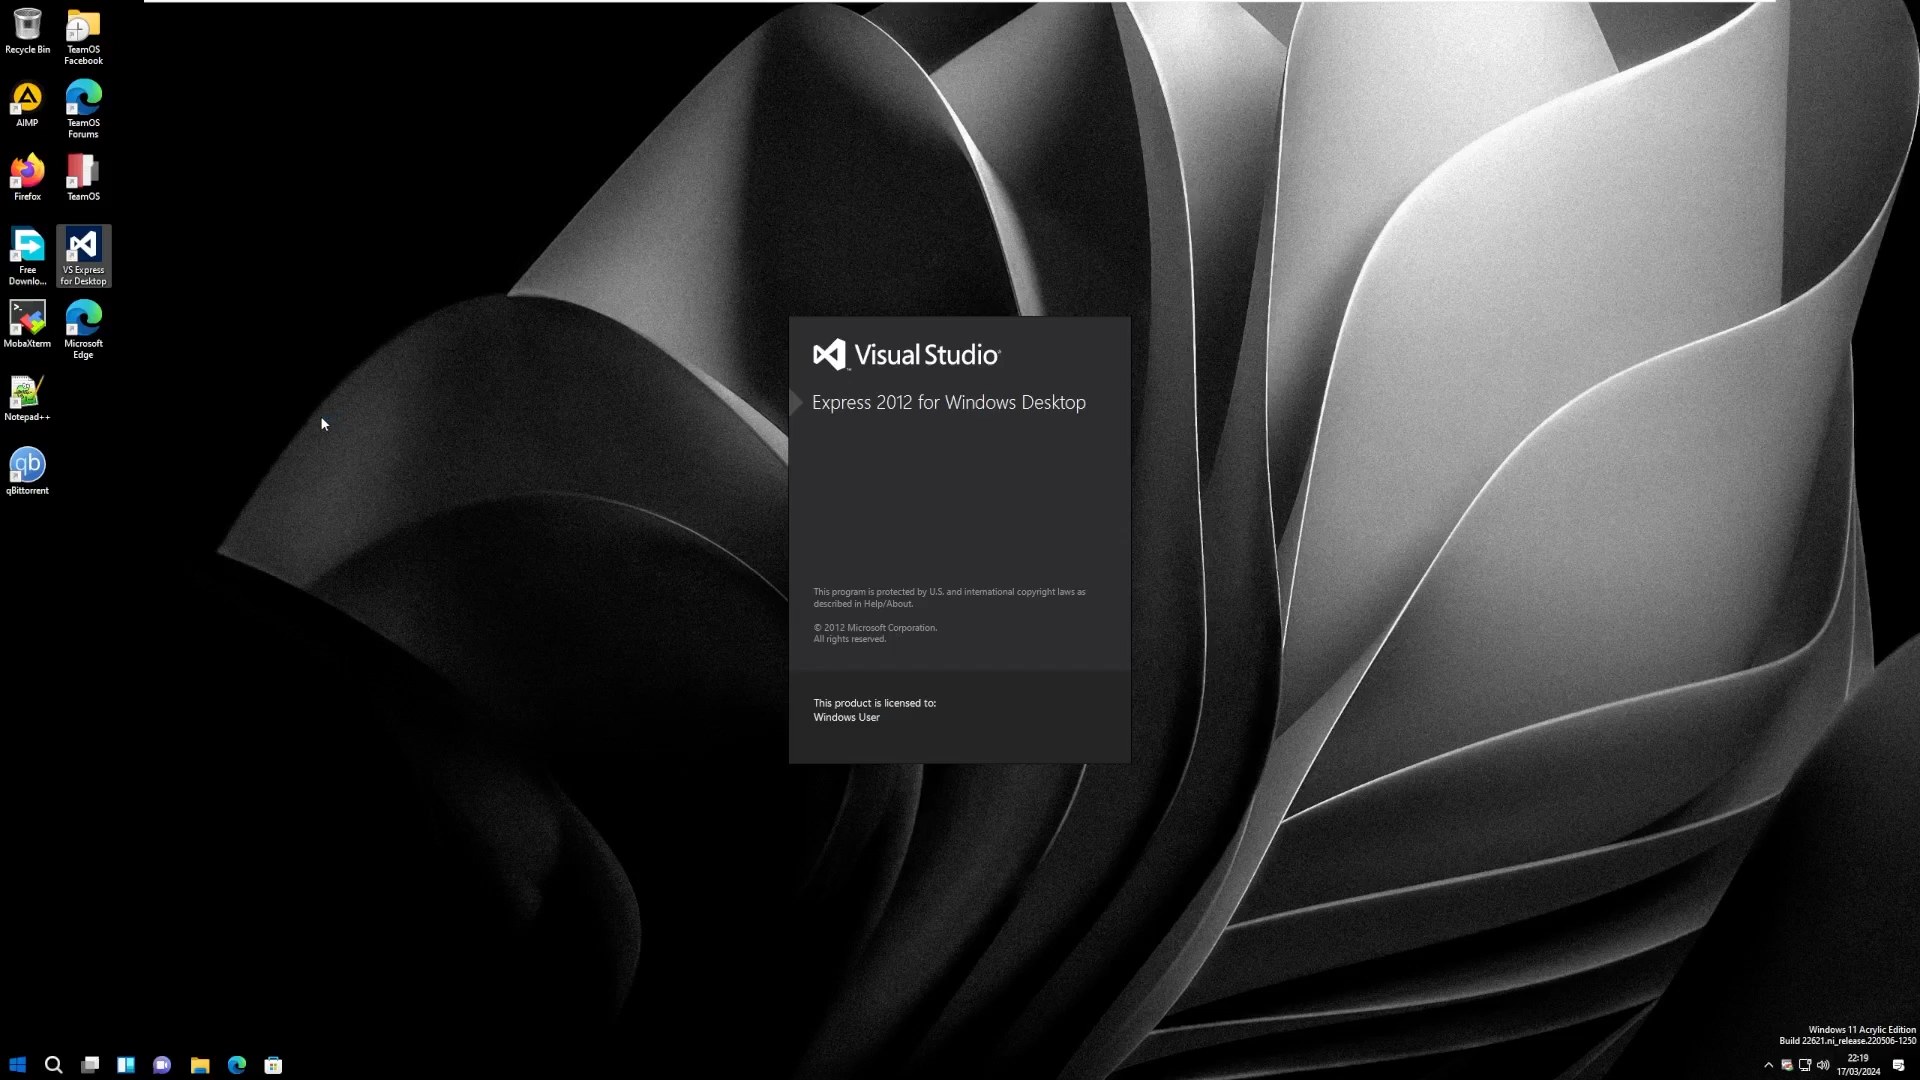 Recycle Bin
TeamOS
Facebook
AIMP
TeamOS
Forums
Firefox
TeamOS
Free
Downlo...
VS Express
for Desktop
MobaXterm
Microsoft
Edge
Notepad++
qb
qBittorrent
Visual Studio
Express 2012 for Windows Desktop
This program is protected by U.S. and international copyright laws as
described in Help/About.
© 2012 Microsoft Corporation.
All rights reserved.
This product is licensed to:
Windows User
Windows 11 Acrylic Edition
Build 22621.ni_release.220506-1250
22:19
17/03/2024